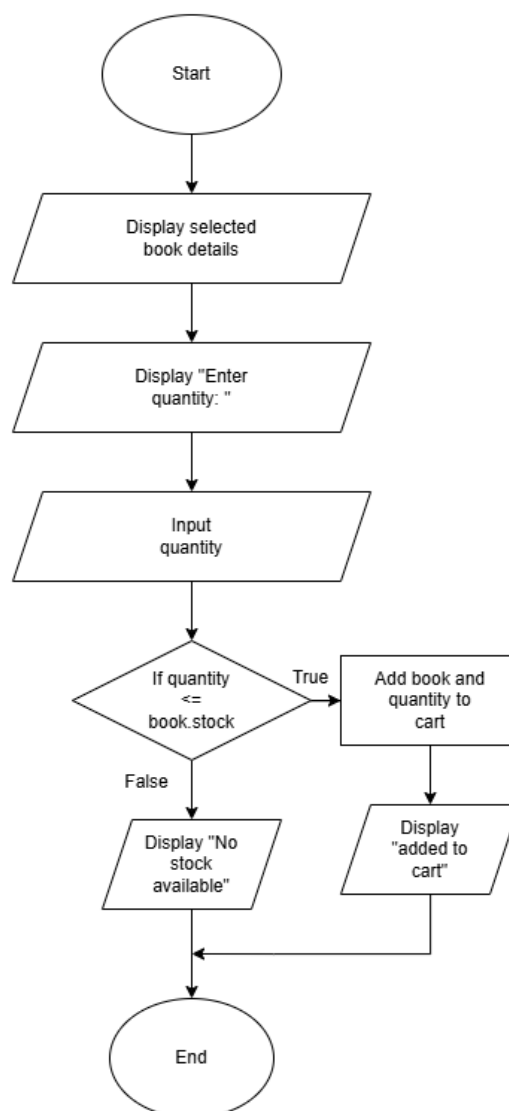 Start
Display selected
book details
Display "Enter
quantity: "
Input
quantity
If quantity
<=
book.stock
True
Add book and
quantity to
cart
False
Display "No
stock
available"
Display
"added to
cart"
End